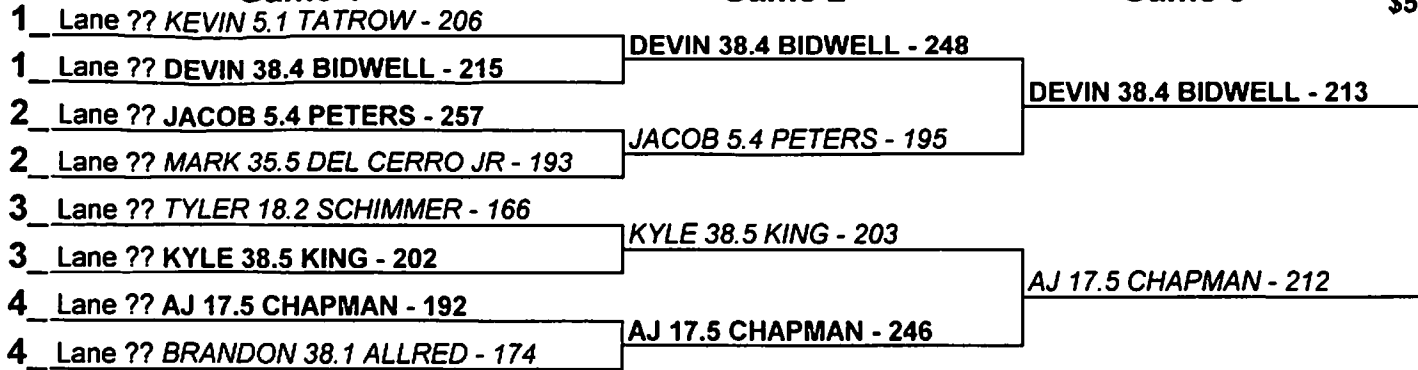 $5
1_ Lane ?? KEVIN 5.1 TATROW - 206
DEVIN 38.4 BIDWELL - 248
1_ Lane ?? DEVIN 38.4 BIDWELL - 215
DEVIN 38.4 BIDWELL - 213
2_ Lane ?? JACOB 5.4 PETERS - 257
JACOB 5.4 PETERS - 195
2_ Lane ?? MARK 35.5 DEL CERRO JR - 193
3_ Lane ?? TYLER 18.2 SCHIMMER - 166
KYLE 38.5 KING - 203
3_ Lane ?? KYLE 38.5 KING - 202
AJ 17.5 CHAPMAN - 212
4_ Lane ?? AJ 17.5 CHAPMAN - 192
AJ 17.5 CHAPMAN - 246
4_ Lane ?? BRANDON 38.1 ALLRED - 174